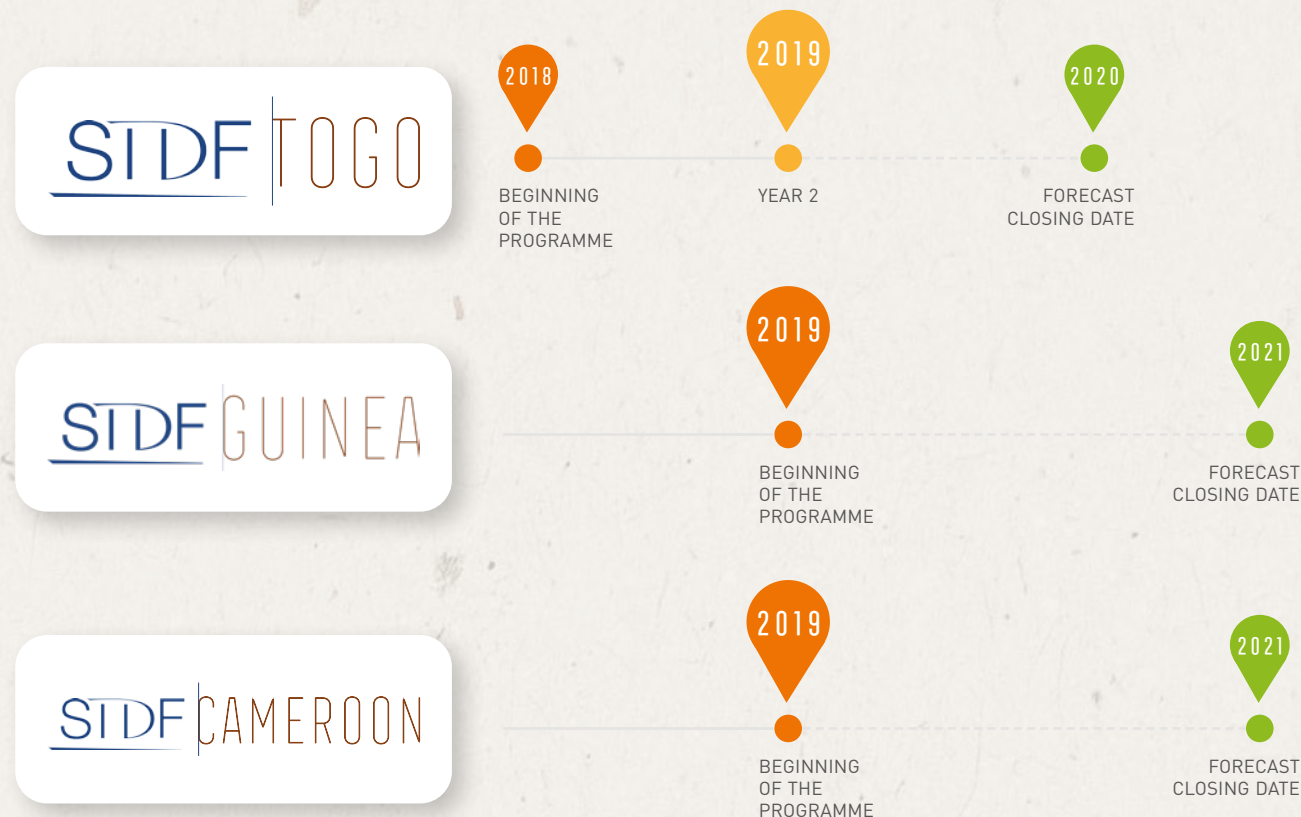 2018
2019
2020
STDF TOGO
BEGINNING
OF THE
PROGRAMME
YEAR 2
FORECAST
CLOSING DATE
2019
2021
STDF GUINEA
BEGINNING
OF THE
PROGRAMME
FORECAST
CLOSING DATE
2019
2021
STDF CAMEROON
BEGINNING
OF THE
PROGRAMME
FORECAST
CLOSING DATE